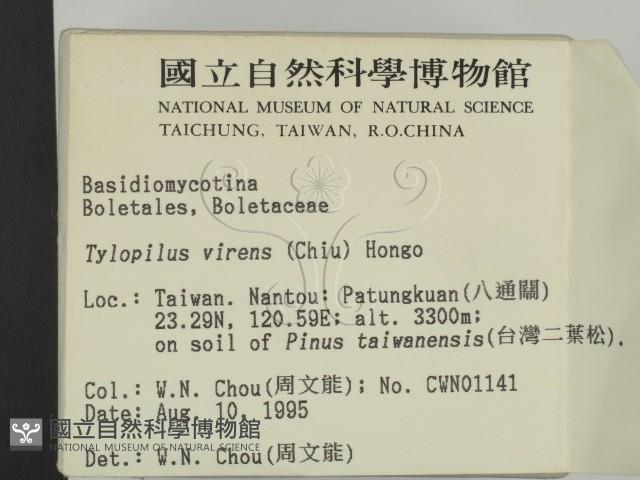 國立自然科學博物館
NATIONAL MUSEUM OF NATURAL SCIENCE
TAICHUNG, TAIWAN, R.O.CHINA
Basidiomycotina
Boletales, Boletaceae
Tylopilus virens (Chiu) Hongo
Loc.: Taiwan. Nantou: Patungkuan(八通關)
23.29N, 120.59E; alt. 3300m;
on soil of Pinus taiwanensis(台灣二葉松).
Col.: W.N. Chou(周文能); No. CWN01141
Date: Aug. 10, 1995
國立自然科學博物館
NATIONAL MUSEUM OF NATURAL SCIENCE
Det.: W.N. Chou(周文能)